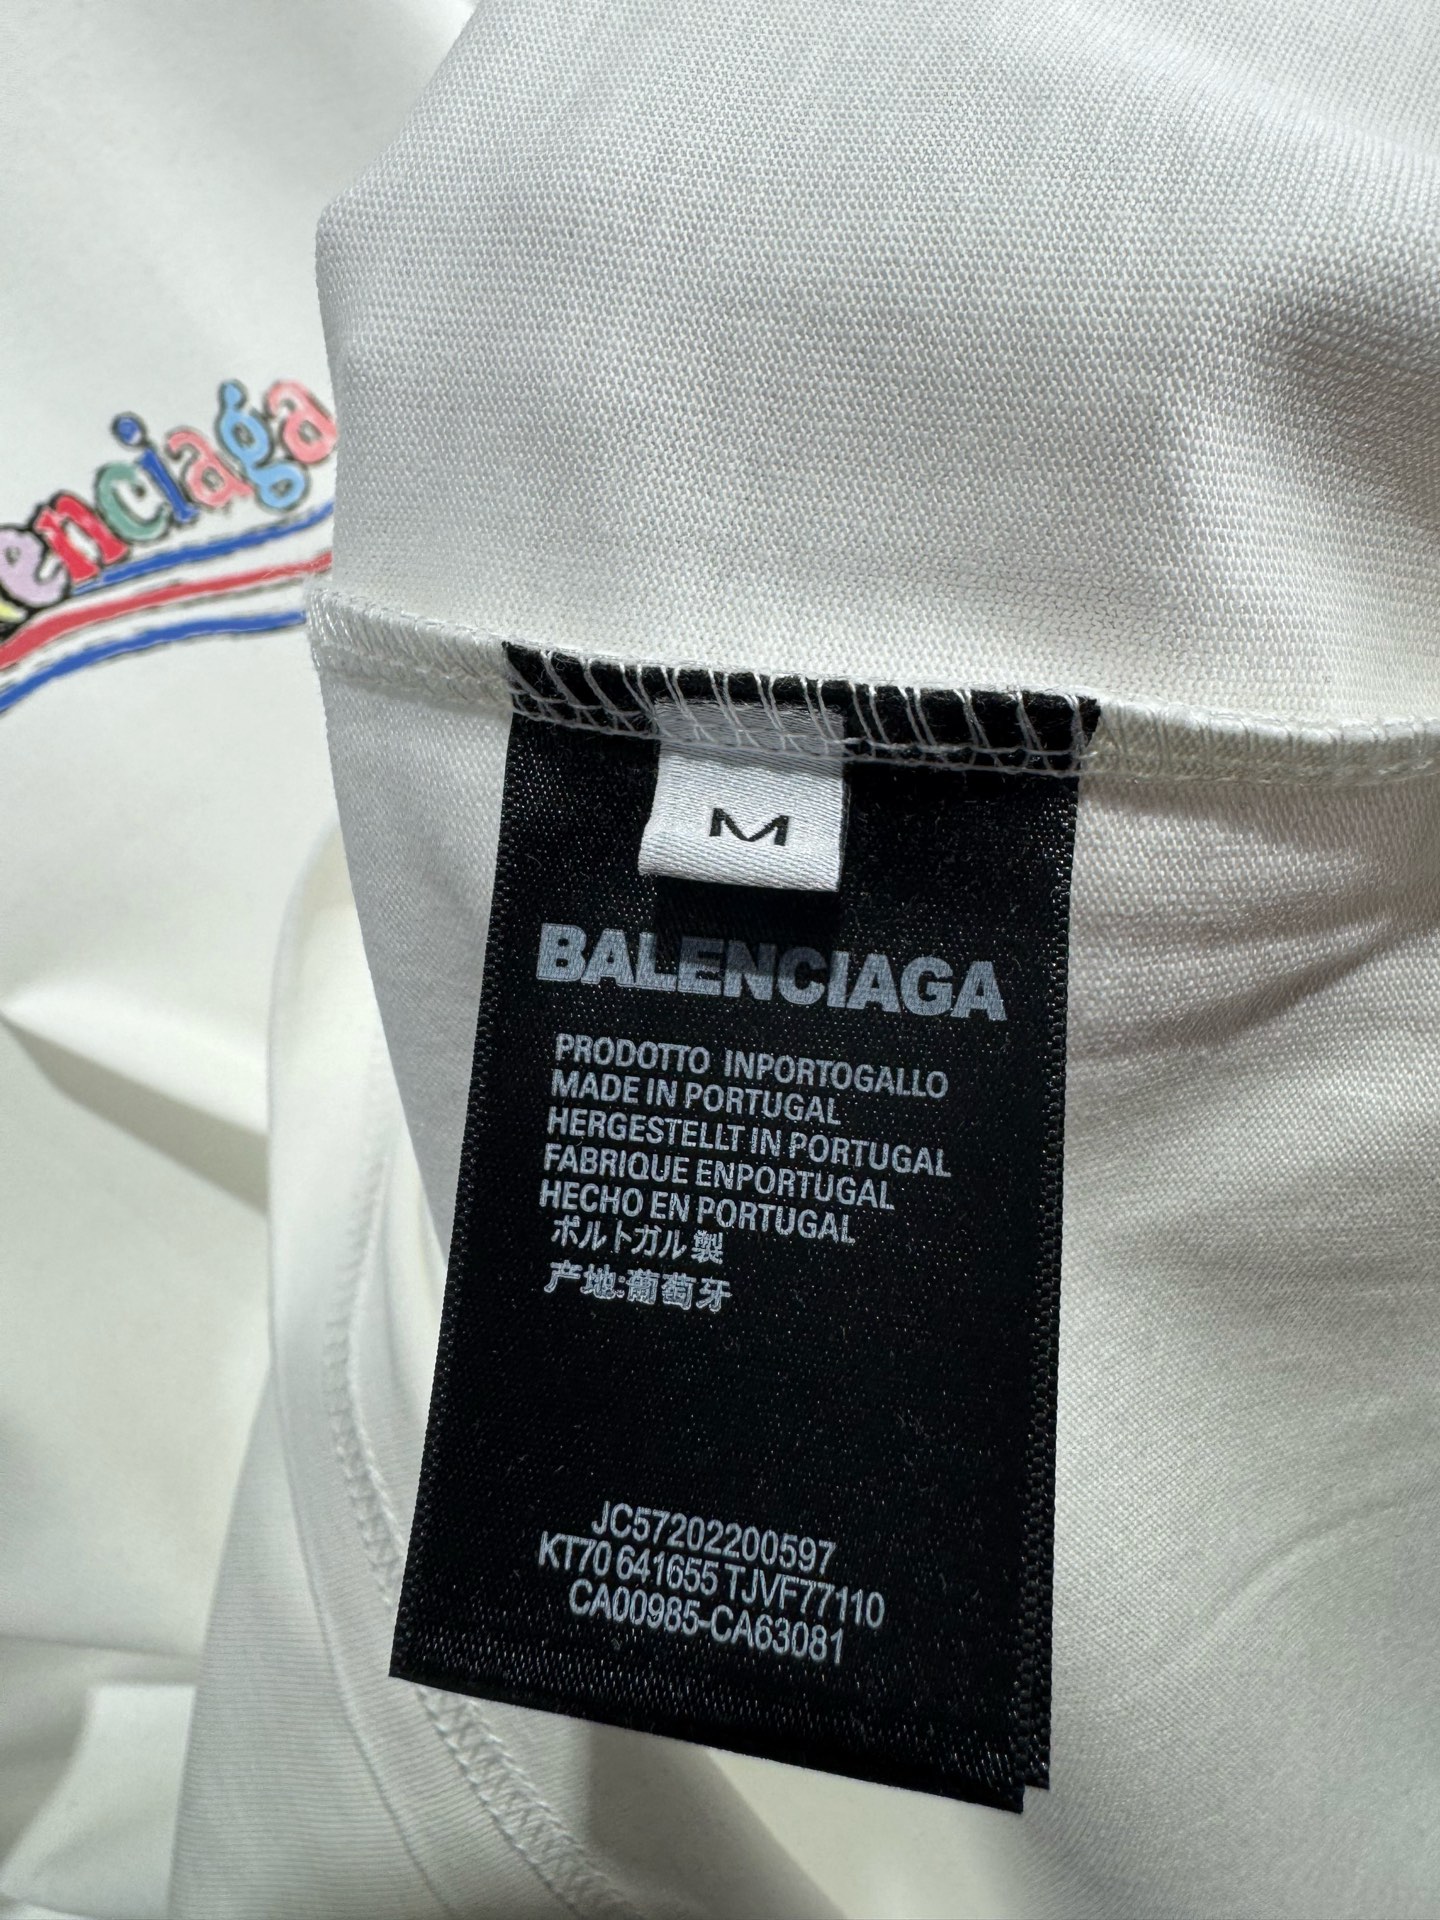 enciaga
M
BALENCIAGA
PRODOTTO INPORTOGALLO
MADE IN PORTUGAL
HERGESTELLT IN PORTUGAL
FABRIQUE ENPORTUGAL
HECHO EN PORTUGAL
ポルトガル製
产地:葡萄牙
JC57202200597
KT70 641655 TJVF77110
CA00985-CA63081